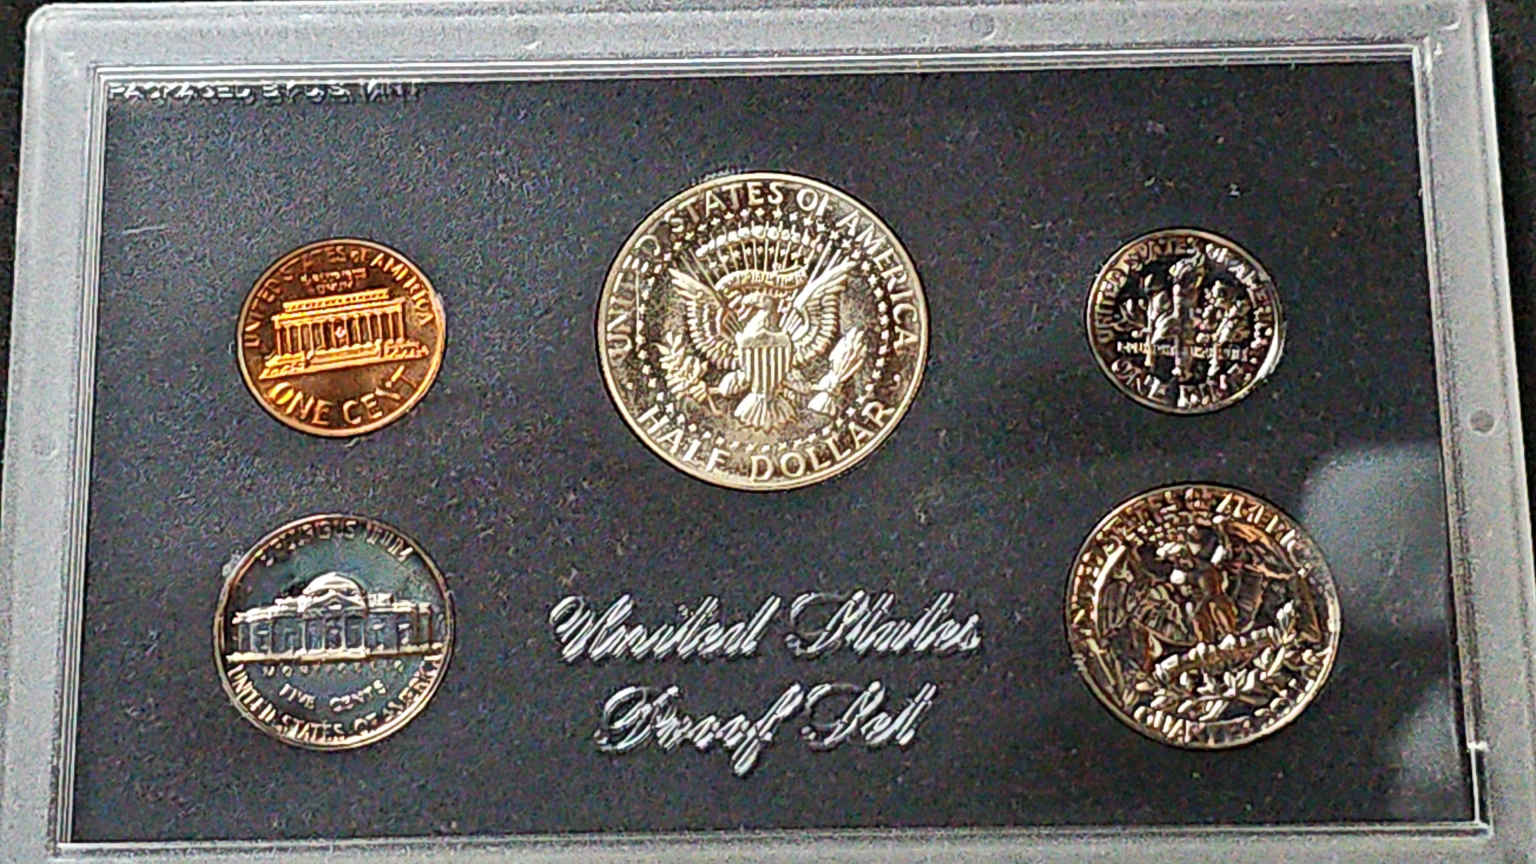 PACKAGED BY U.S. MINT
UNITED STATES OF AMERICA
ONE CENT
UNITED STATES OF AMERICA
HALF DOLLAR
UNITED STATES OF AMERICA
ONE DIME
E PLURIBUS UNUM
MONTICELLO
FIVE CENTS
UNITED STATES OF AMERICA
United States
Proof Set
UNITED STATES OF AMERICA
QUARTER DOLLAR